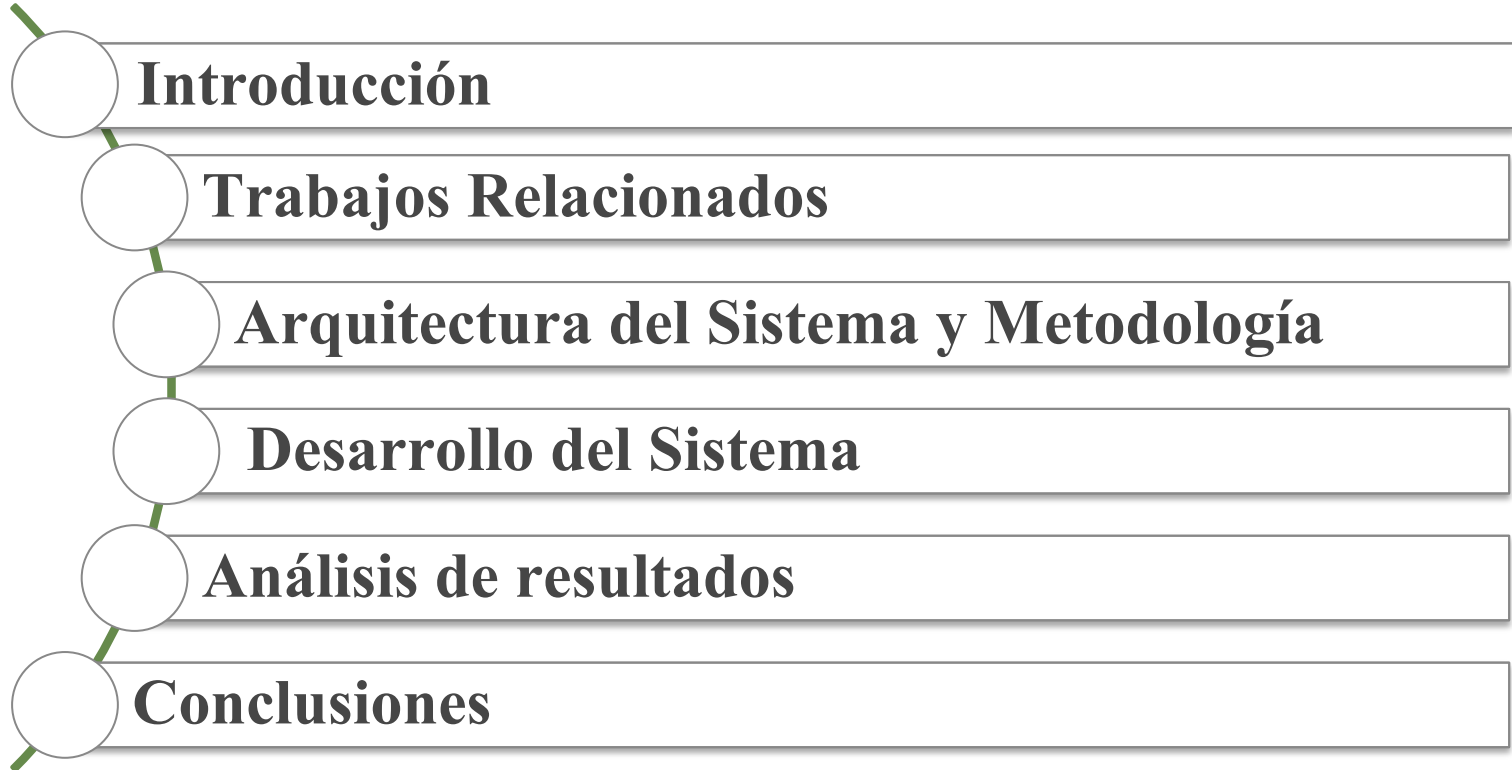 Introducción
Trabajos Relacionados
Arquitectura del Sistema y Metodología
Desarrollo del Sistema
Análisis de resultados
Conclusiones